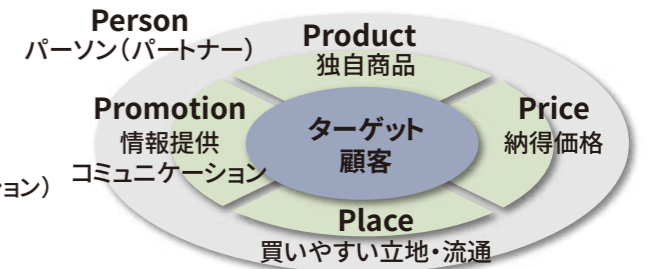 Person
パーソン（パートナー）
Product
独自商品
Promotion
情報提供
コミュニケーション
ターゲット
顧客
Price
納得価格
Place
買いやすい立地・流通
ション）